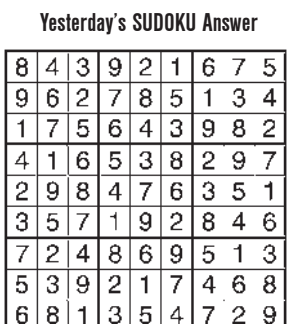 Yesterday's SUDOKU Answer
8 4 3 9 2 1 6 7 5
9 6 2 7 8 5 1 3 4
1 7 5 6 4 3 9 8 2
4 1 6 5 3 8 2 9 7
2 9 8 4 7 6 3 5 1
3 5 7 1 9 2 8 4 6
7 2 4 8 6 9 5 1 3
5 3 9 2 1 7 4 6 8
6 8 1 3 5 4 7 2 9